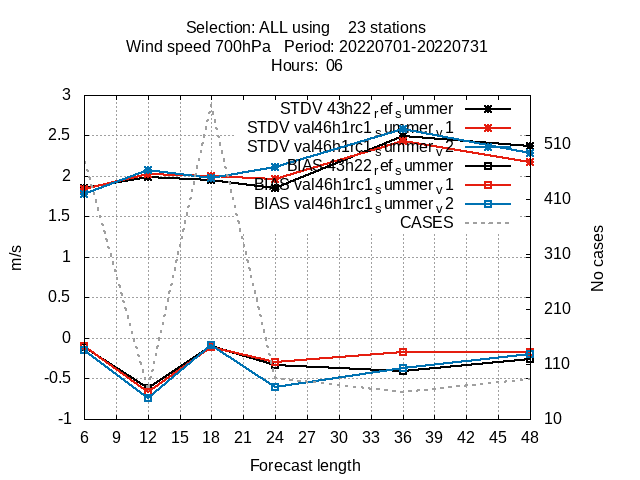 Selection: ALL using 23 stations
Wind speed 700hPa Period: 20220701-20220731
Hours: 06
3
2.5
2
1.5
1
0.5
0
-0.5
-1
m/s
STDV 43h22_ref_summer
STDV val46h1rc1_summer_v1
STDV val46h1rc1_summer_v2
BIAS 43h22_ref_summer
BIAS val46h1rc1_summer_v1
BIAS val46h1rc1_summer_v2
CASES
510
410
310
210
110
10
No cases
6 9 12 15 18 21 24 27 30 33 36 39 42 45 48
Forecast length